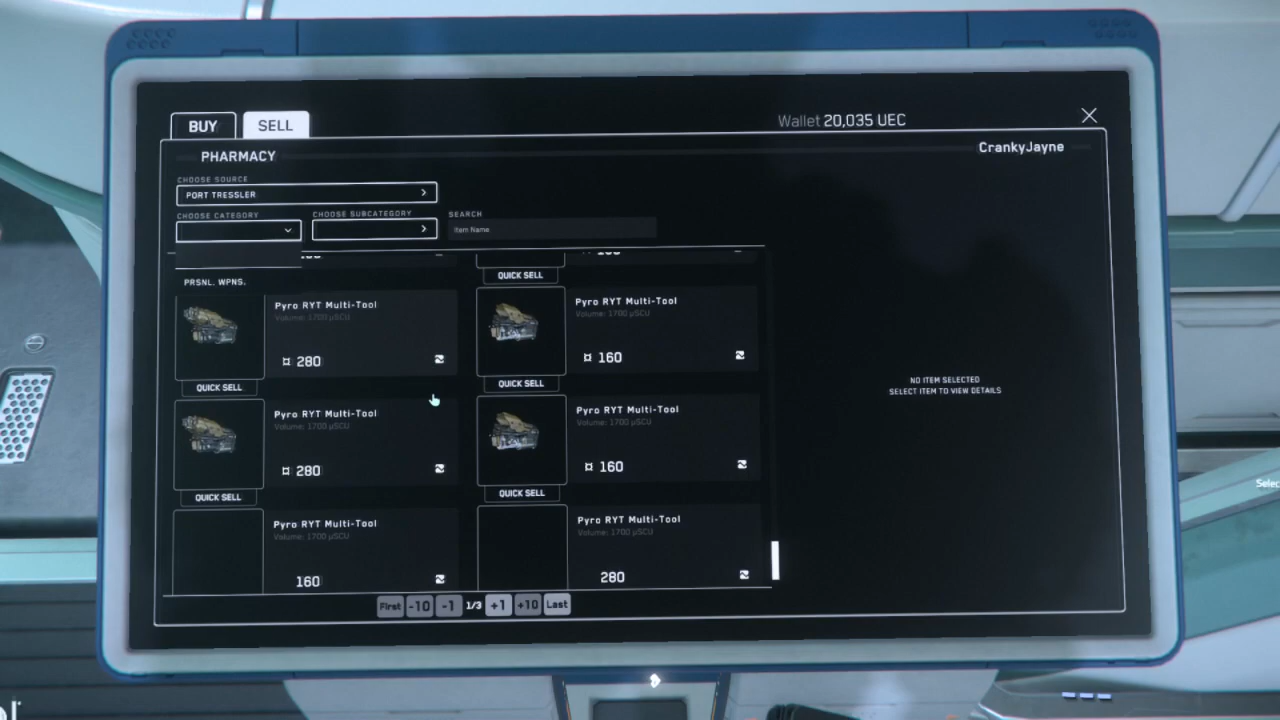 BUY SELL Wallet 20,035 UEC
PHARMACY CrankyJayne
CHOOSE SOURCE
PORT TRESSLER
CHOOSE CATEGORY CHOOSE SUBCATEGORY SEARCH
Item Name
QUICK SELL
PRSNL. WPNS.
Pyro RYT Multi-Tool Pyro RYT Multi-Tool
Volume: 1700 µSCU Volume: 1700 µSCU
¤ 280 ¤ 160
QUICK SELL QUICK SELL
Pyro RYT Multi-Tool Pyro RYT Multi-Tool
Volume: 1700 µSCU Volume: 1700 µSCU
¤ 280 ¤ 160
QUICK SELL QUICK SELL
Pyro RYT Multi-Tool Pyro RYT Multi-Tool
Volume: 1700 µSCU Volume: 1700 µSCU
160 280
First -10 -1 1/3 +1 +10 Last
NO ITEM SELECTED
SELECT ITEM TO VIEW DETAILS